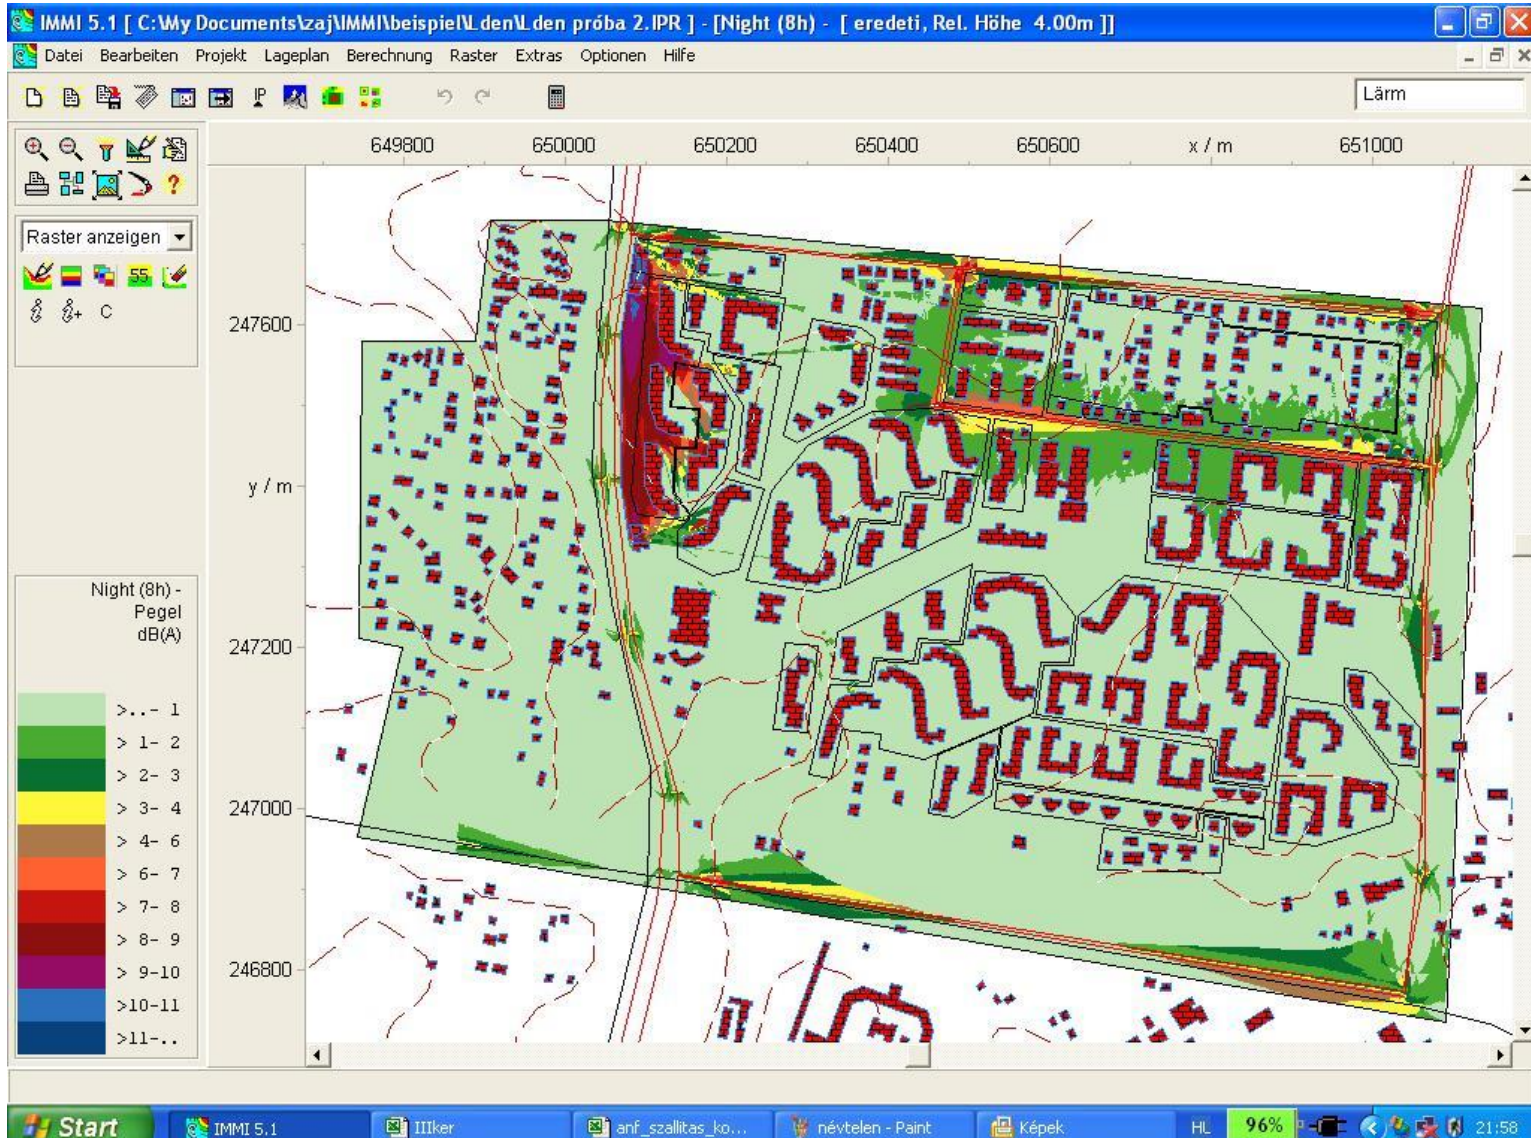 IMMI 5.1 [ C:\My Documents\zaj\IMMI\beispiel\Lden\Lden próba 2.IPR ] - [Night (8h) - [ eredeti, Rel. Höhe 4.00m ]]
Datei Bearbeiten Projekt Lageplan Berechnung Raster Extras Optionen Hilfe
IP
Lärm
649800 650000 650200 650400 650600 x / m 651000
Raster anzeigen
55
i i+ C
247600
y / m
247200
247000
246800
Night (8h) -
Pegel
dB(A)
>..- 1
> 1- 2
> 2- 3
> 3- 4
> 4- 6
> 6- 7
> 7- 8
> 8- 9
> 9-10
>10-11
>11-..
Start IMMI 5.1 IIIker anf_szallitas_ko... névtelen - Paint Képek HL 96% 21:58